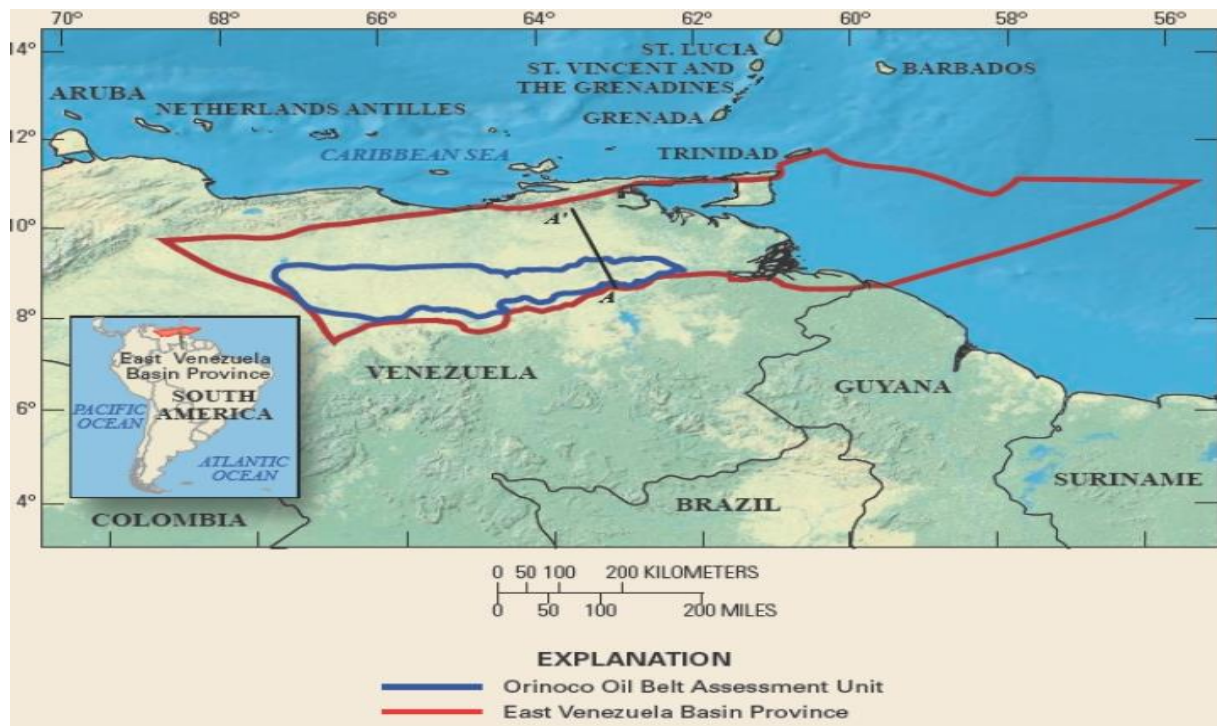 70° 68° 66° 64° 62° 60° 58° 56°
14°
ST. LUCIA
ST. VINCENT AND
THE GRENADINES
BARBADOS
ARUBA
NETHERLANDS ANTILLES
GRENADA
12°
CARIBBEAN SEA
TRINIDAD
10°
A'
A
8°
East Venezuela
Basin Province
SOUTH
AMERICA
PACIFIC
OCEAN
ATLANTIC
OCEAN
VENEZUELA
GUYANA
6°
SURINAME
BRAZIL
4°
COLOMBIA
0 50 100 200 KILOMETERS
0 50 100 200 MILES
EXPLANATION
Orinoco Oil Belt Assessment Unit
East Venezuela Basin Province